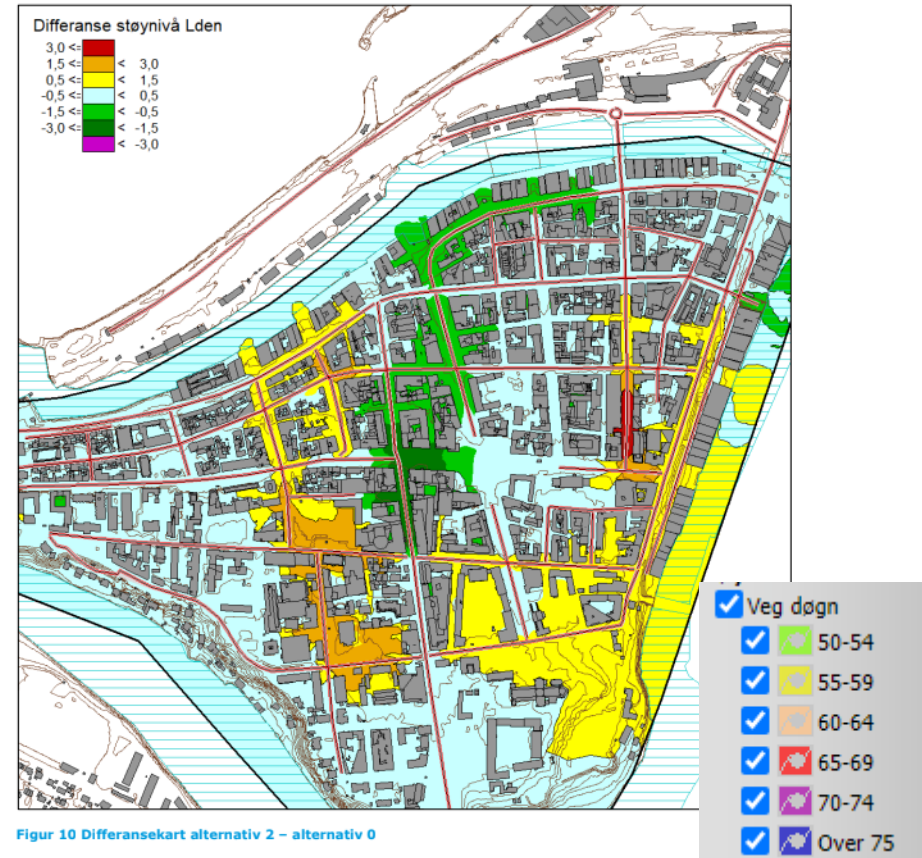 Differanse støynivå Lden
3,0 <=
1,5 <= < 3,0
0,5 <= < 1,5
-0,5 <= < 0,5
-1,5 <= < -0,5
-3,0 <= < -1,5
< -3,0
Veg døgn
50-54
55-59
60-64
65-69
70-74
Over 75
Figur 10 Differansekart alternativ 2 – alternativ 0